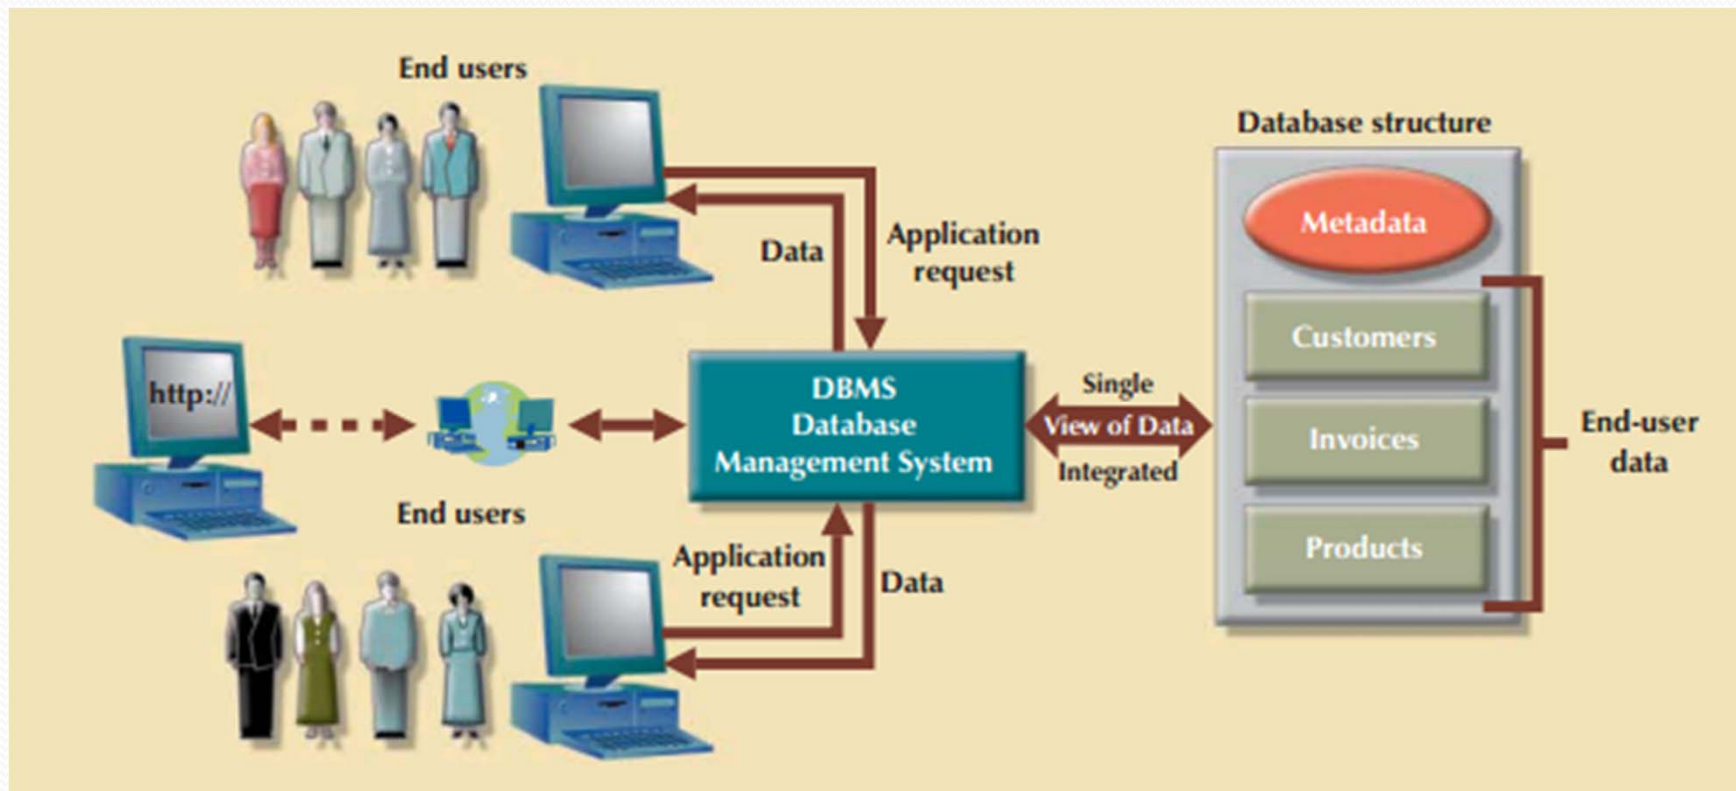 End users
Database structure
Metadata
Data
Application
request
http://
DBMS
Database
Management System
Single
View of Data
Integrated
Customers
Invoices
Products
End-user
data
End users
Application
request
Data